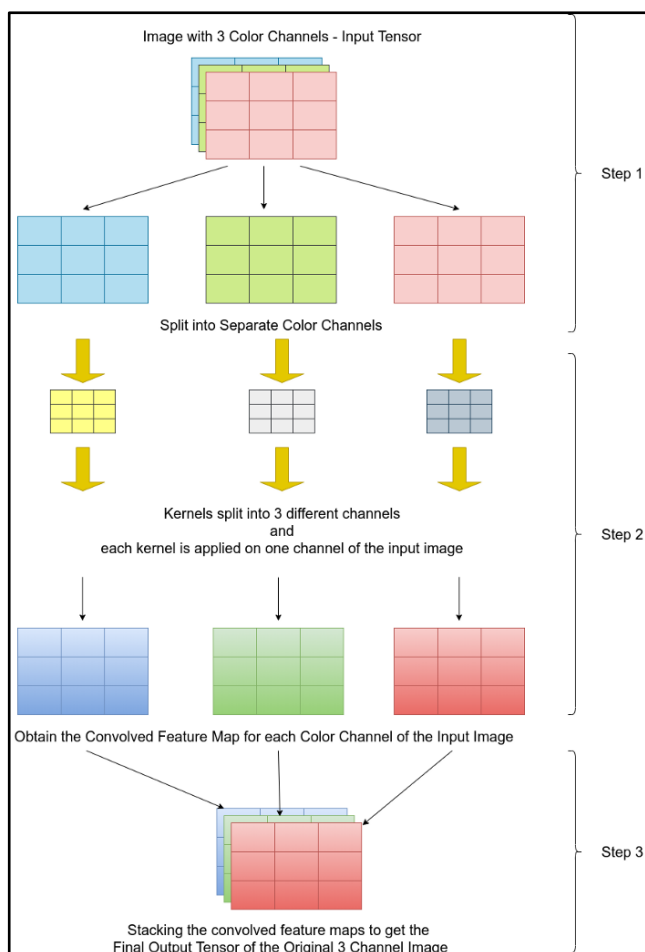 Image with 3 Color Channels - Input Tensor
Step 1
Split into Separate Color Channels
Kernels split into 3 different channels
and
each kernel is applied on one channel of the input image
Step 2
Obtain the Convolved Feature Map for each Color Channel of the Input Image
Step 3
Stacking the convolved feature maps to get the
Final Output Tensor of the Original 3 Channel Image